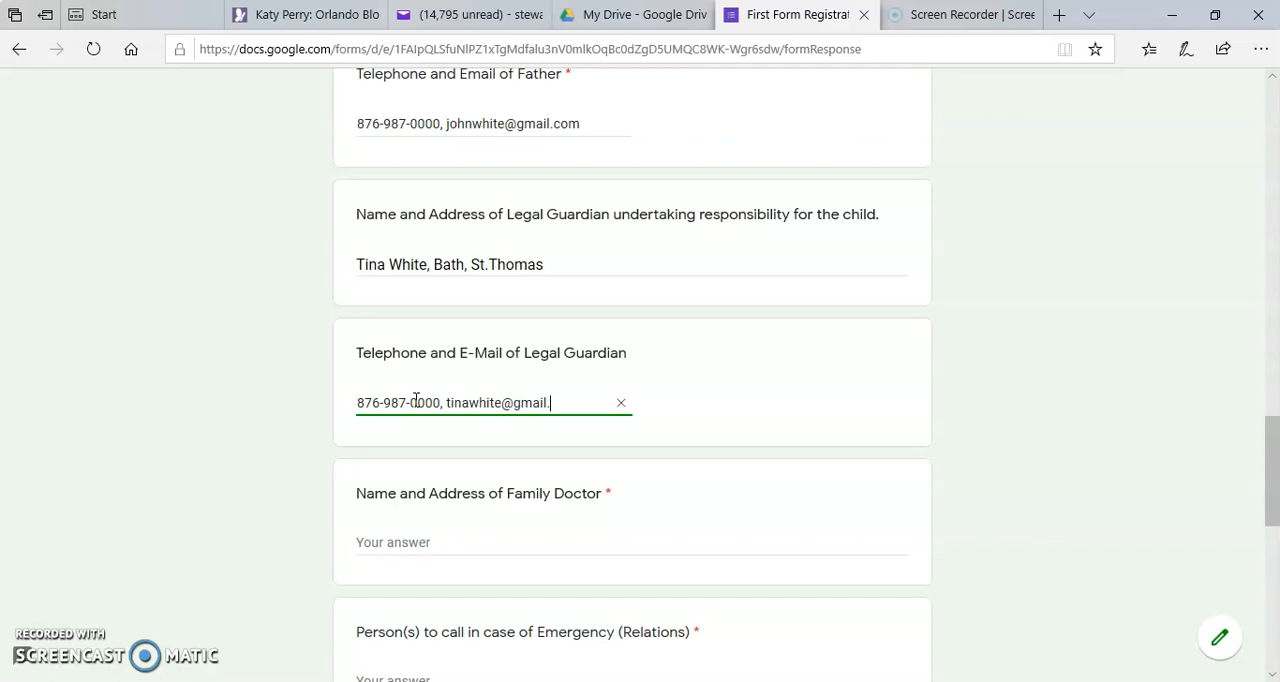 Start
Katy Perry: Orlando Blo
(14,795 unread) - stewa
My Drive - Google Driv
First Form Registrat
Screen Recorder | Scree
https://docs.google.com/forms/d/e/1FAIpQLSfuNlPZ1xTgMdfalu3nV0mlkOqBc0dZgD5UMQC8WK-Wgr6sdw/formResponse
Telephone and Email of Father *
876-987-0000, johnwhite@gmail.com
Name and Address of Legal Guardian undertaking responsibility for the child.
Tina White, Bath, St.Thomas
Telephone and E-Mail of Legal Guardian
876-987-0000, tinawhite@gmail.
Name and Address of Family Doctor *
Your answer
Person(s) to call in case of Emergency (Relations) *
Your answer
RECORDED WITH
SCREENCAST MATIC